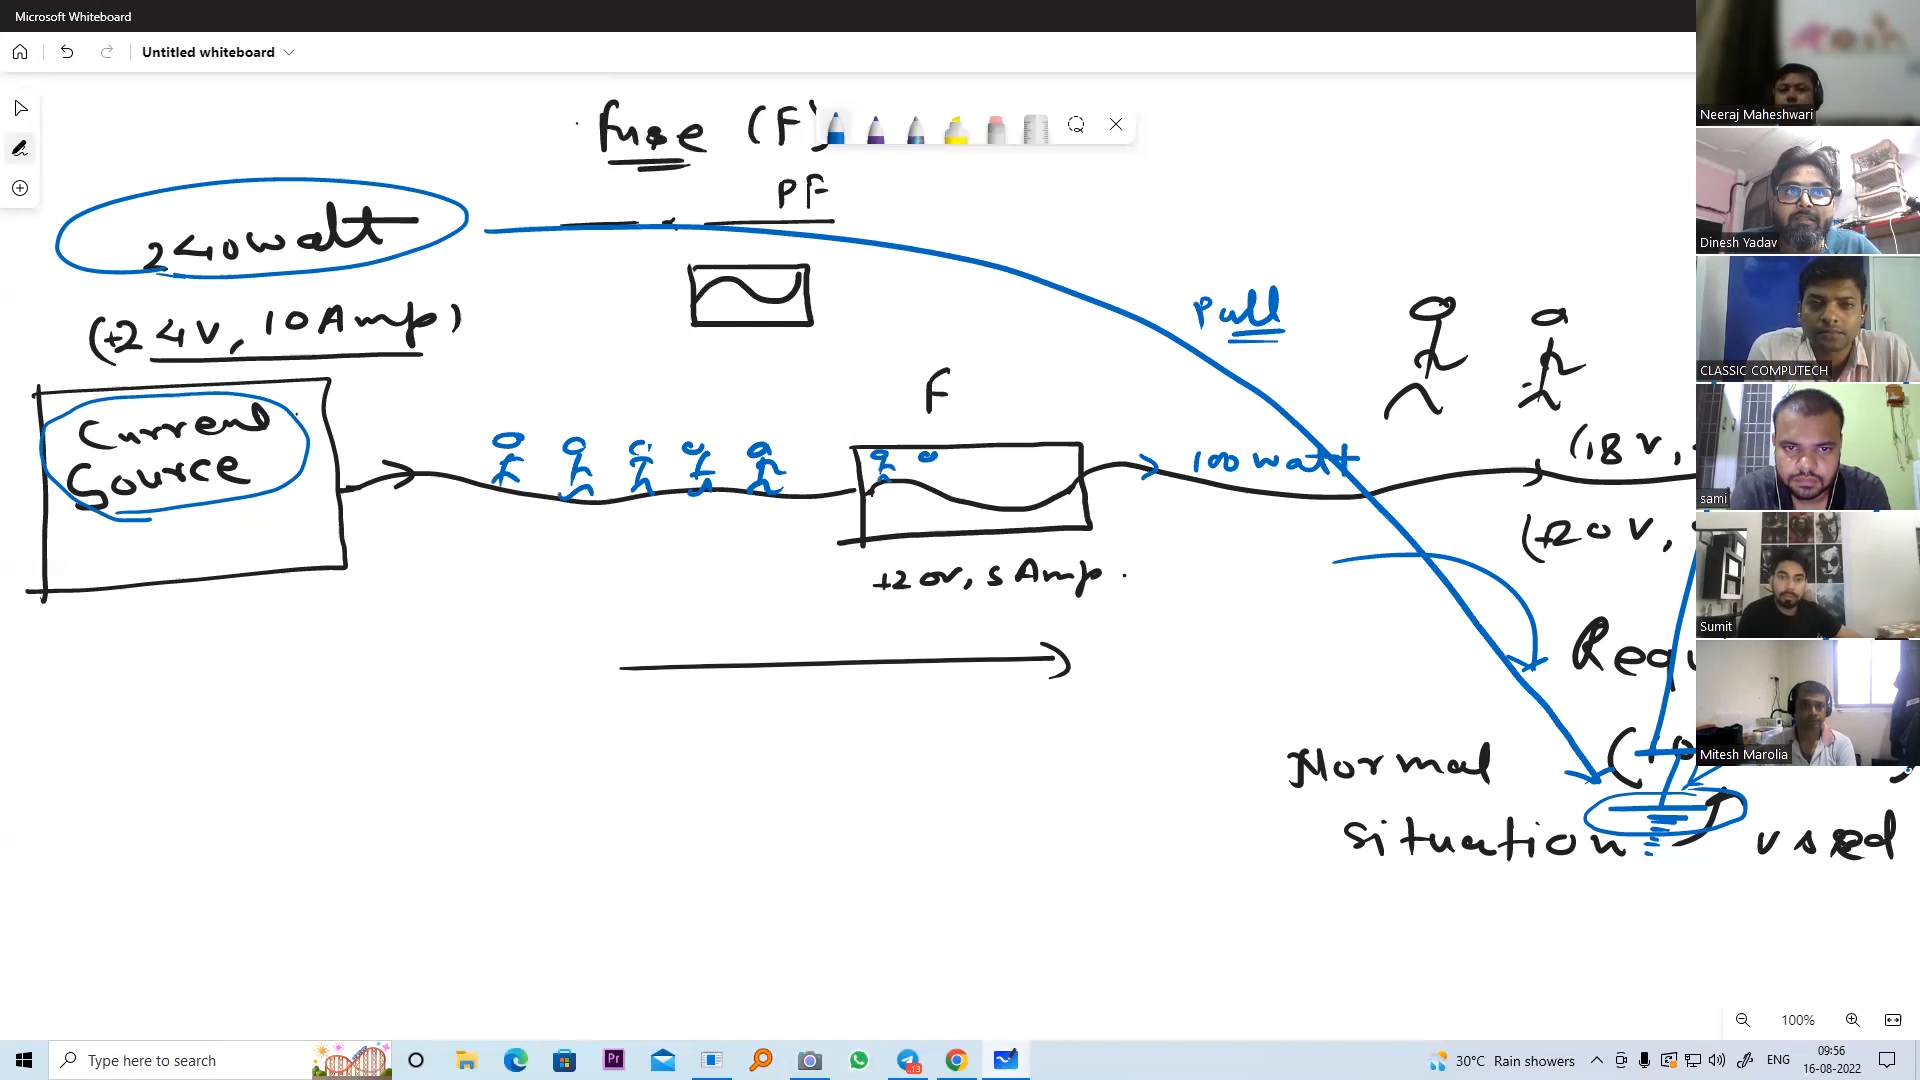 Microsoft Whiteboard
Untitled whiteboard
fuse (F)
PF
240 watt
(+24V, 10 Amp)
Current
Source
F
+20V, 5 Amp.
Pull
100 watt
(18 V,
(+20 V,
Normal
situation
used
Neeraj Maheshwari
Dinesh Yadav
CLASSIC COMPUTECH
sami
Sumit
Mitesh Marolia
100%
Type here to search
Pr
13
30°C Rain showers
ENG
09:56
16-08-2022